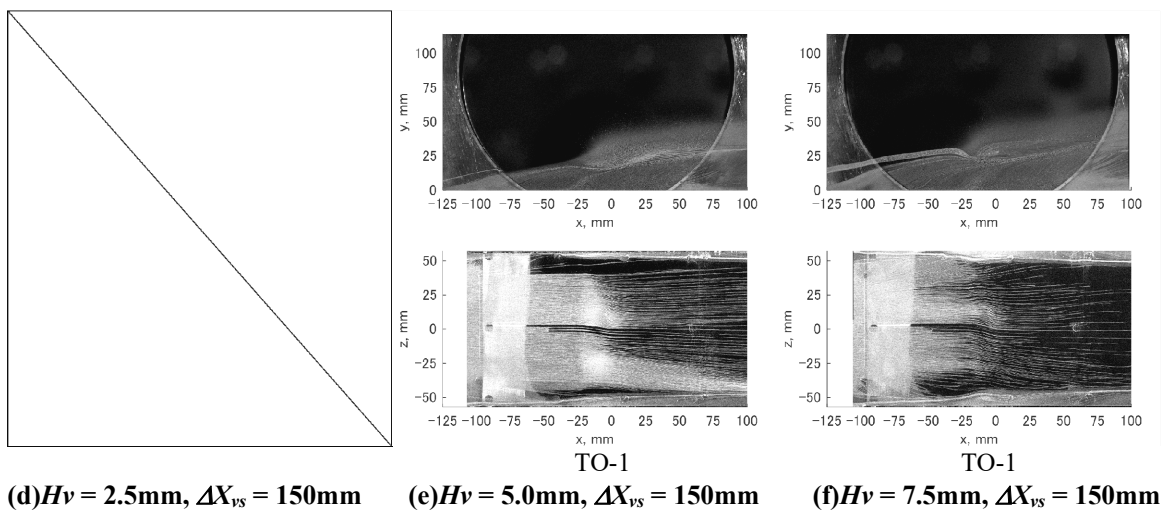 100
75
50
25
0
y, mm
-125 -100 -75 -50 -25 0 25 50 75 100
x, mm
50
25
0
-25
-50
z, mm
-125 -100 -75 -50 -25 0 25 50 75 100
x, mm
TO-1
100
75
50
25
0
y, mm
-125 -100 -75 -50 -25 0 25 50 75 100
x, mm
50
25
0
-25
-50
z, mm
-125 -100 -75 -50 -25 0 25 50 75 100
x, mm
TO-1
(d)Hv = 2.5mm, ΔXvs = 150mm
(e)Hv = 5.0mm, ΔXvs = 150mm
(f)Hv = 7.5mm, ΔXvs = 150mm